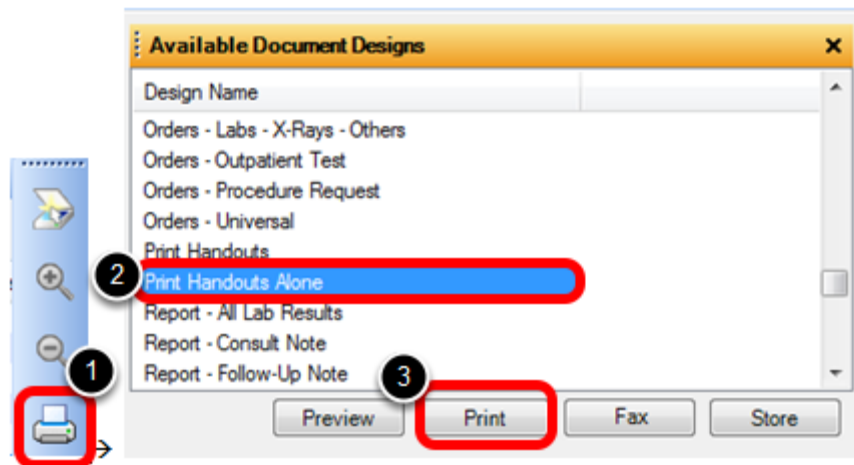 Available Document Designs
Design Name
Orders - Labs - X-Rays - Others
Orders - Outpatient Test
Orders - Procedure Request
Orders - Universal
Print Handouts
2
Print Handouts Alone
Report - All Lab Results
Report - Consult Note
1
Report - Follow-Up Note
3
Preview
Print
Fax
Store